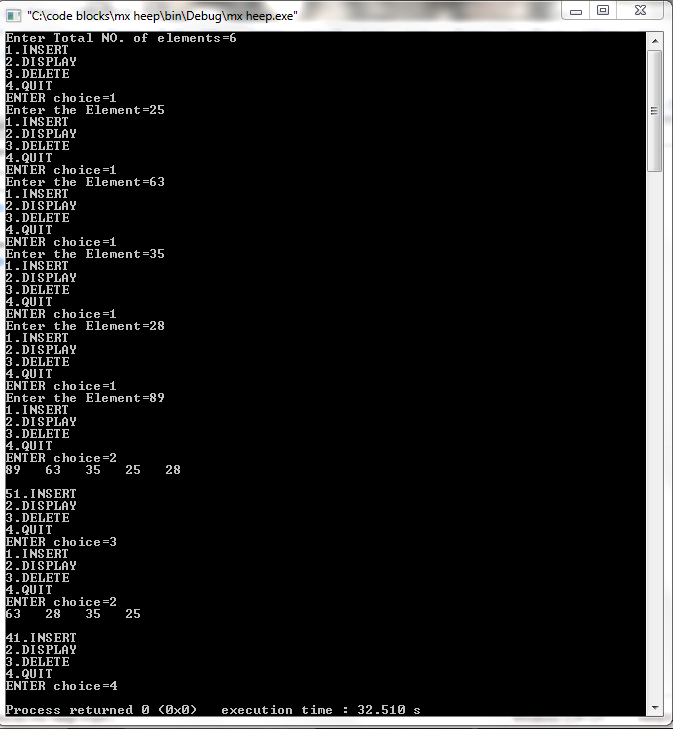 "C:\code blocks\mx heep\bin\Debug\mx heep.exe"
Enter Total NO. of elements=6
1.INSERT
2.DISPLAY
3.DELETE
4.QUIT
ENTER choice=1
Enter the Element=25
1.INSERT
2.DISPLAY
3.DELETE
4.QUIT
ENTER choice=1
Enter the Element=63
1.INSERT
2.DISPLAY
3.DELETE
4.QUIT
ENTER choice=1
Enter the Element=35
1.INSERT
2.DISPLAY
3.DELETE
4.QUIT
ENTER choice=1
Enter the Element=28
1.INSERT
2.DISPLAY
3.DELETE
4.QUIT
ENTER choice=1
Enter the Element=89
1.INSERT
2.DISPLAY
3.DELETE
4.QUIT
ENTER choice=2
89   63   35   25   28
51.INSERT
2.DISPLAY
3.DELETE
4.QUIT
ENTER choice=3
1.INSERT
2.DISPLAY
3.DELETE
4.QUIT
ENTER choice=2
63   28   35   25
41.INSERT
2.DISPLAY
3.DELETE
4.QUIT
ENTER choice=4
Process returned 0 (0x0)   execution time : 32.510 s